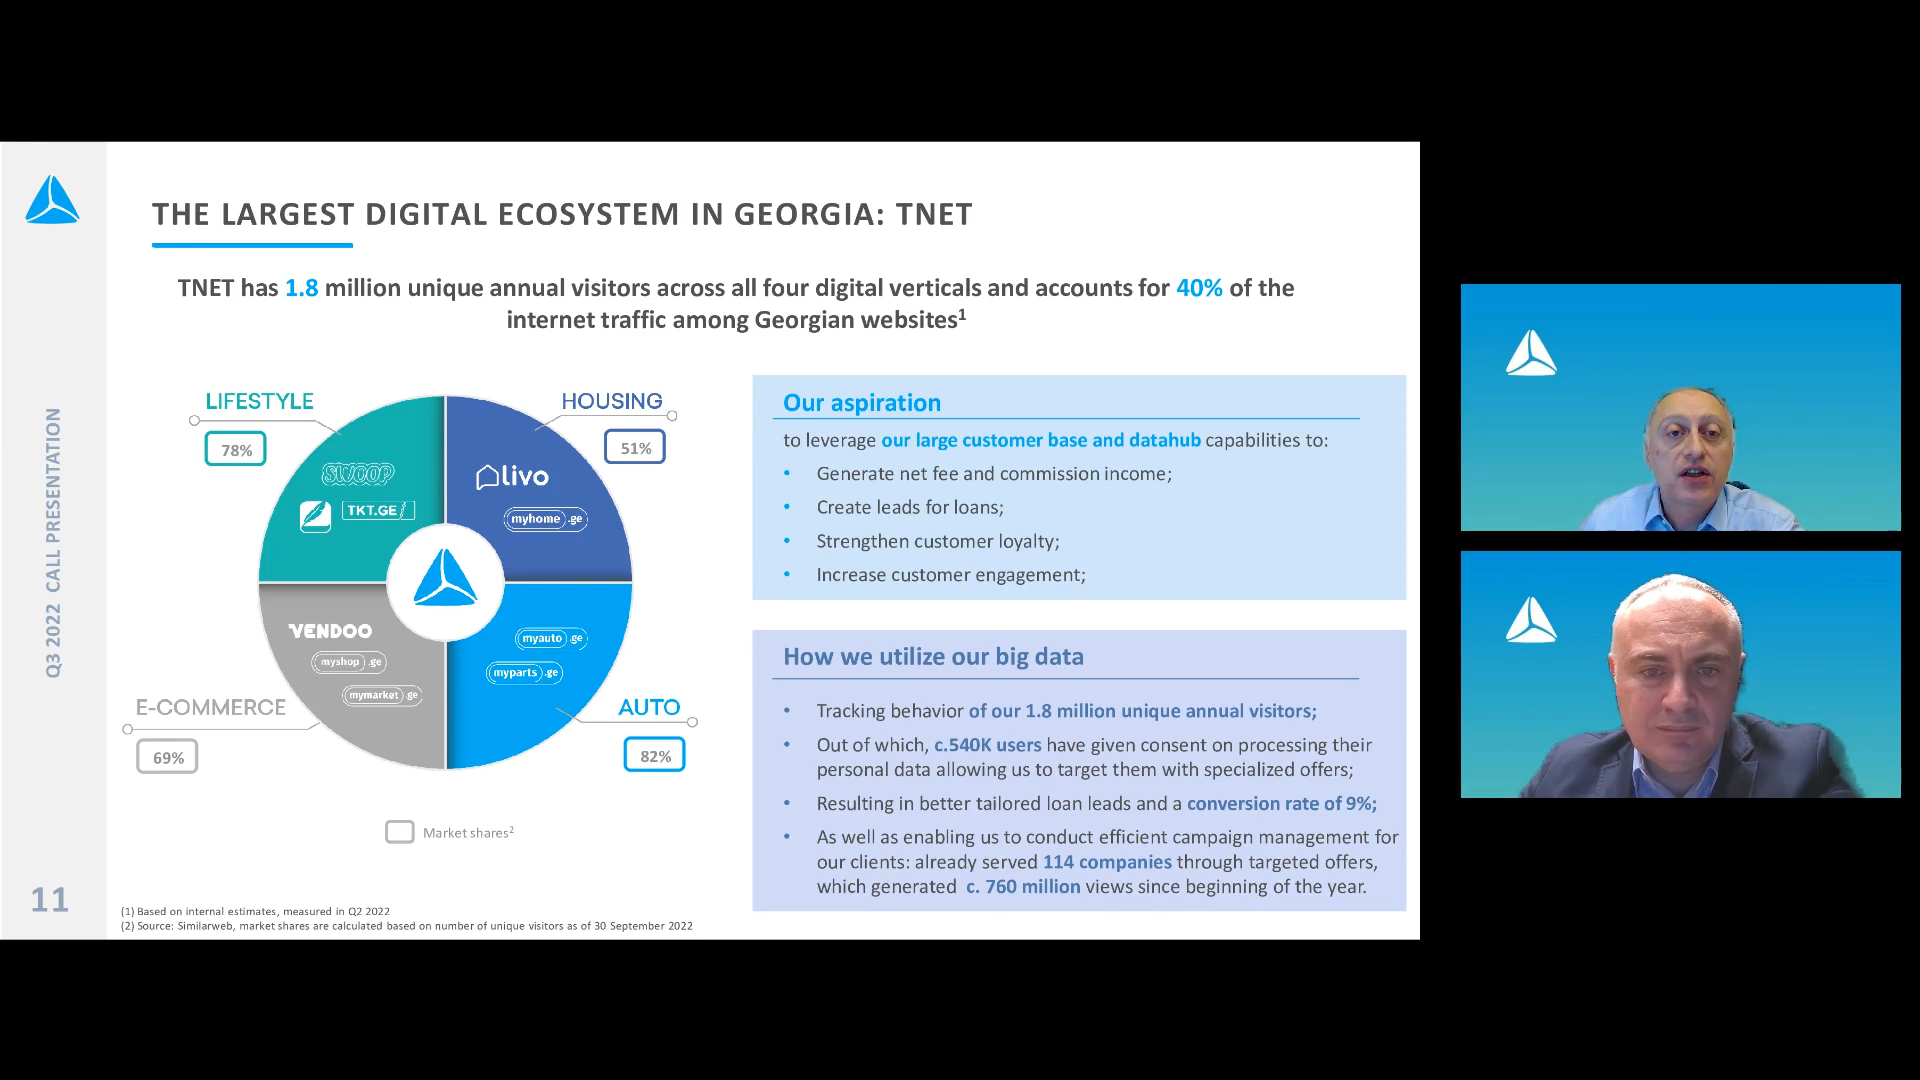 THE LARGEST DIGITAL ECOSYSTEM IN GEORGIA: TNET
TNET has 1.8 million unique annual visitors across all four digital verticals and accounts for 40% of the
internet traffic among Georgian websites1
LIFESTYLE
78%
HOUSING
51%
SWOOP
TKT.GE
livo
myhome.ge
VENDOO
myshop.ge
mymarket.ge
myauto.ge
myparts.ge
E-COMMERCE
69%
AUTO
82%
Market shares2
Our aspiration
to leverage our large customer base and datahub capabilities to:
• Generate net fee and commission income;
• Create leads for loans;
• Strengthen customer loyalty;
• Increase customer engagement;
How we utilize our big data
• Tracking behavior of our 1.8 million unique annual visitors;
• Out of which, c.540K users have given consent on processing their
personal data allowing us to target them with specialized offers;
• Resulting in better tailored loan leads and a conversion rate of 9%;
• As well as enabling us to conduct efficient campaign management for
our clients: already served 114 companies through targeted offers,
which generated c. 760 million views since beginning of the year.
(1) Based on internal estimates, measured in Q2 2022
(2) Source: Similarweb, market shares are calculated based on number of unique visitors as of 30 September 2022
Q3 2022 CALL PRESENTATION
11